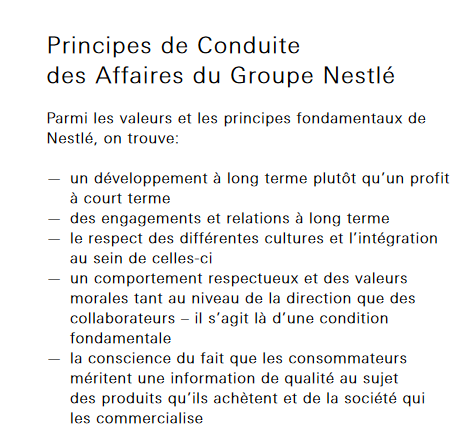 Principes de Conduite
des Affaires du Groupe Nestlé
Parmi les valeurs et les principes fondamentaux de
Nestlé, on trouve:
— un développement à long terme plutôt qu’un profit
à court terme
— des engagements et relations à long terme
— le respect des différentes cultures et l’intégration
au sein de celles-ci
— un comportement respectueux et des valeurs
morales tant au niveau de la direction que des
collaborateurs – il s’agit là d’une condition
fondamentale
— la conscience du fait que les consommateurs
méritent une information de qualité au sujet
des produits qu’ils achètent et de la société qui
les commercialise